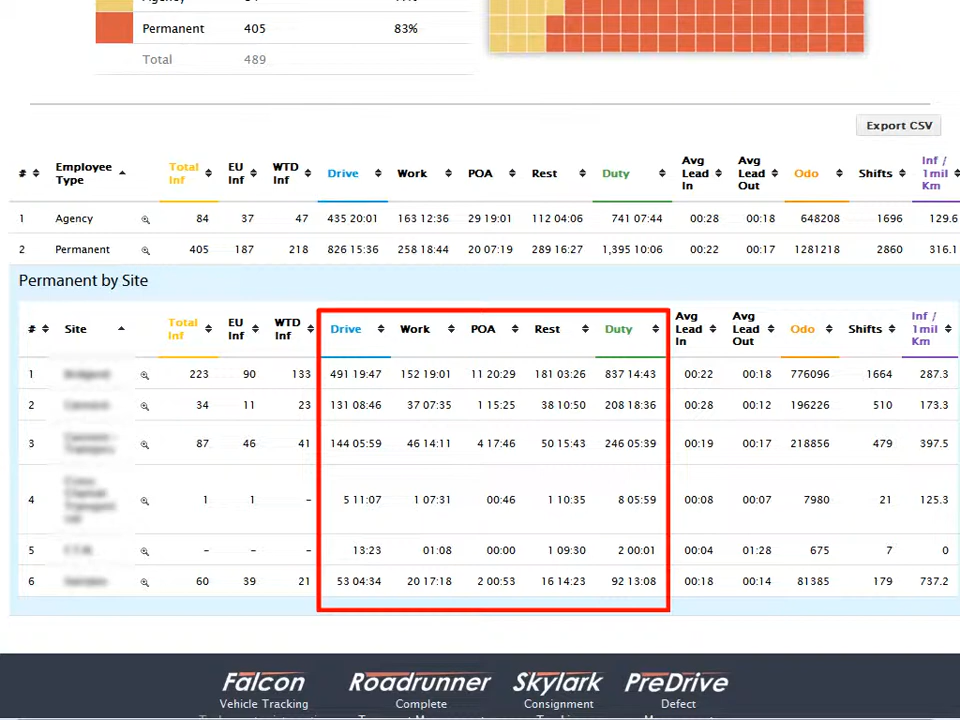 Permanent 405 83%
Total 489
Export CSV
# Employee Type Total Inf EU Inf WTD Inf Drive Work POA Rest Duty Avg Lead In Avg Lead Out Odo Shifts Inf / 1mil Km
1 Agency 84 37 47 435 20:01 163 12:36 29 19:01 112 04:06 741 07:44 00:28 00:18 648208 1696 129.6
2 Permanent 405 187 218 826 15:36 258 18:44 20 07:19 289 16:27 1,395 10:06 00:22 00:17 1281218 2860 316.1
Permanent by Site
# Site Total Inf EU Inf WTD Inf Drive Work POA Rest Duty Avg Lead In Avg Lead Out Odo Shifts Inf / 1mil Km
1 223 90 133 491 19:47 152 19:01 11 20:29 181 03:26 837 14:43 00:22 00:18 776096 1664 287.3
2 34 11 23 131 08:46 37 07:35 1 15:25 38 10:50 208 18:36 00:28 00:12 196226 510 173.3
3 87 46 41 144 05:59 46 14:11 4 17:46 50 15:43 246 05:39 00:19 00:17 218856 479 397.5
4 1 1 – 5 11:07 1 07:31 00:46 1 10:35 8 05:59 00:08 00:07 7980 21 125.3
5 – – – 13:23 01:08 00:00 1 09:30 2 00:01 00:04 01:28 675 7 0
6 60 39 21 53 04:34 20 17:18 2 00:53 16 14:23 92 13:08 00:18 00:14 81385 179 737.2
Falcon Roadrunner Skylark PreDrive
Vehicle Tracking Complete Consignment Defect